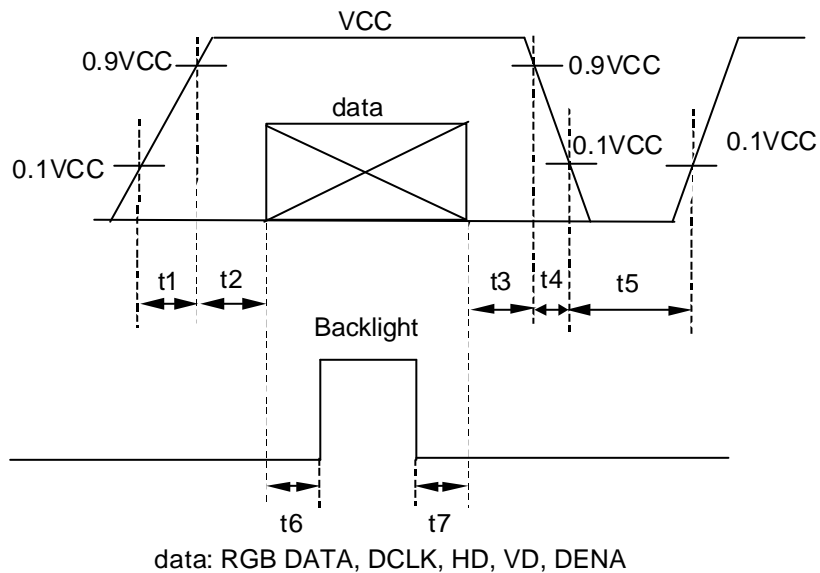 VCC
0.9VCC
0.9VCC
data
0.1VCC
0.1VCC
0.1VCC
t1
t2
t3
t4
t5
Backlight
t6
t7
data: RGB DATA, DCLK, HD, VD, DENA